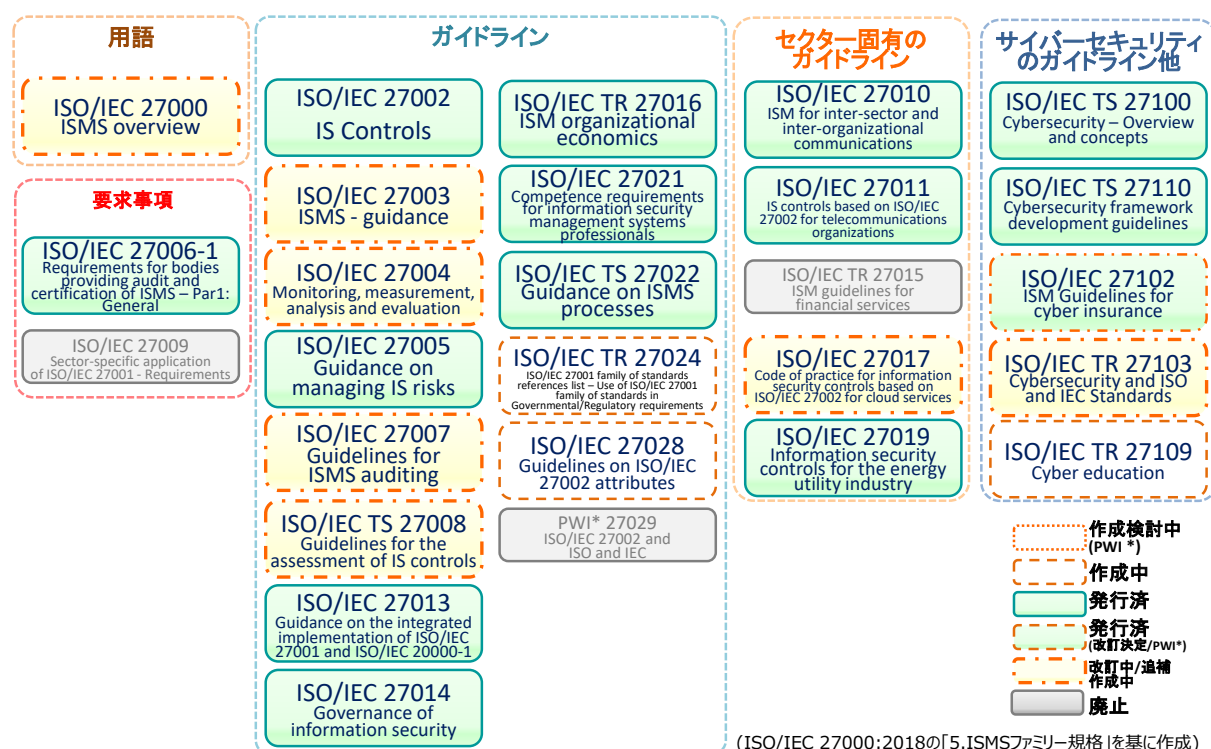 用語
ISO/IEC 27000
ISMS overview
要求事項
ISO/IEC 27006-1
Requirements for bodies
providing audit and
certification of ISMS – Par1:
General
ISO/IEC 27009
Sector-specific application
of ISO/IEC 27001 - Requirements
ガイドライン
ISO/IEC 27002
IS Controls
ISO/IEC 27003
ISMS - guidance
ISO/IEC 27004
Monitoring, measurement,
analysis and evaluation
ISO/IEC 27005
Guidance on
managing IS risks
ISO/IEC 27007
Guidelines for
ISMS auditing
ISO/IEC TS 27008
Guidelines for the
assessment of IS controls
ISO/IEC 27013
Guidance on the integrated
implementation of ISO/IEC
27001 and ISO/IEC 20000-1
ISO/IEC 27014
Governance of
information security
ISO/IEC TR 27016
ISM organizational
economics
ISO/IEC 27021
Competence requirements
for information security
management systems
professionals
ISO/IEC TS 27022
Guidance on ISMS
processes
ISO/IEC TR 27024
ISO/IEC 27001 family of standards
references list – Use of ISO/IEC 27001
family of standards in
Governmental/Regulatory requirements
ISO/IEC 27028
Guidelines on ISO/IEC
27002 attributes
PWI* 27029
ISO/IEC 27002 and
ISO and IEC
セクター固有の
ガイドライン
ISO/IEC 27010
ISM for inter-sector and
inter-organizational
communications
ISO/IEC 27011
IS controls based on ISO/IEC
27002 for telecommunications
organizations
ISO/IEC TR 27015
ISM guidelines for
financial services
ISO/IEC 27017
Code of practice for information
security controls based on
ISO/IEC 27002 for cloud services
ISO/IEC 27019
Information security
controls for the energy
utility industry
サイバーセキュリティ
のガイドライン他
ISO/IEC TS 27100
Cybersecurity – Overview
and concepts
ISO/IEC TS 27110
Cybersecurity framework
development guidelines
ISO/IEC 27102
ISM Guidelines for
cyber insurance
ISO/IEC TR 27103
Cybersecurity and ISO
and IEC Standards
ISO/IEC TR 27109
Cyber education
作成検討中
(PWI *)
作成中
発行済
発行済
(改訂決定/PWI*)
改訂中/追補
作成中
廃止
(ISO/IEC 27000:2018の「5.ISMSファミリー規格」を基に作成)